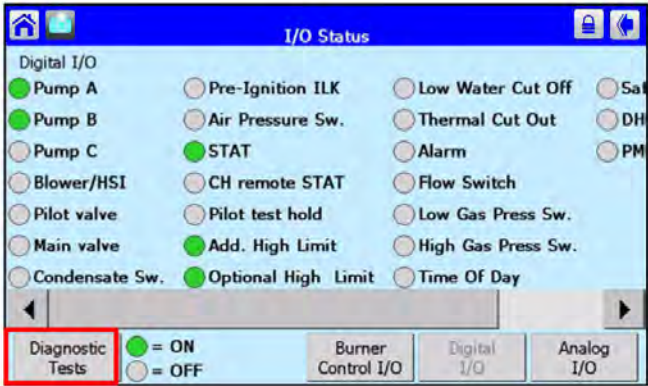 I/O Status
Digital I/O
Pump A
Pre-Ignition ILK
Low Water Cut Off
Saf
Pump B
Air Pressure Sw.
Thermal Cut Out
DH
Pump C
STAT
Alarm
PM
Blower/HSI
CH remote STAT
Flow Switch
Pilot valve
Pilot test hold
Low Gas Press Sw.
Main valve
Add. High Limit
High Gas Press Sw.
Condensate Sw.
Optional High Limit
Time Of Day
Diagnostic
Tests
= ON
= OFF
Burner
Control I/O
Digital
I/O
Analog
I/O